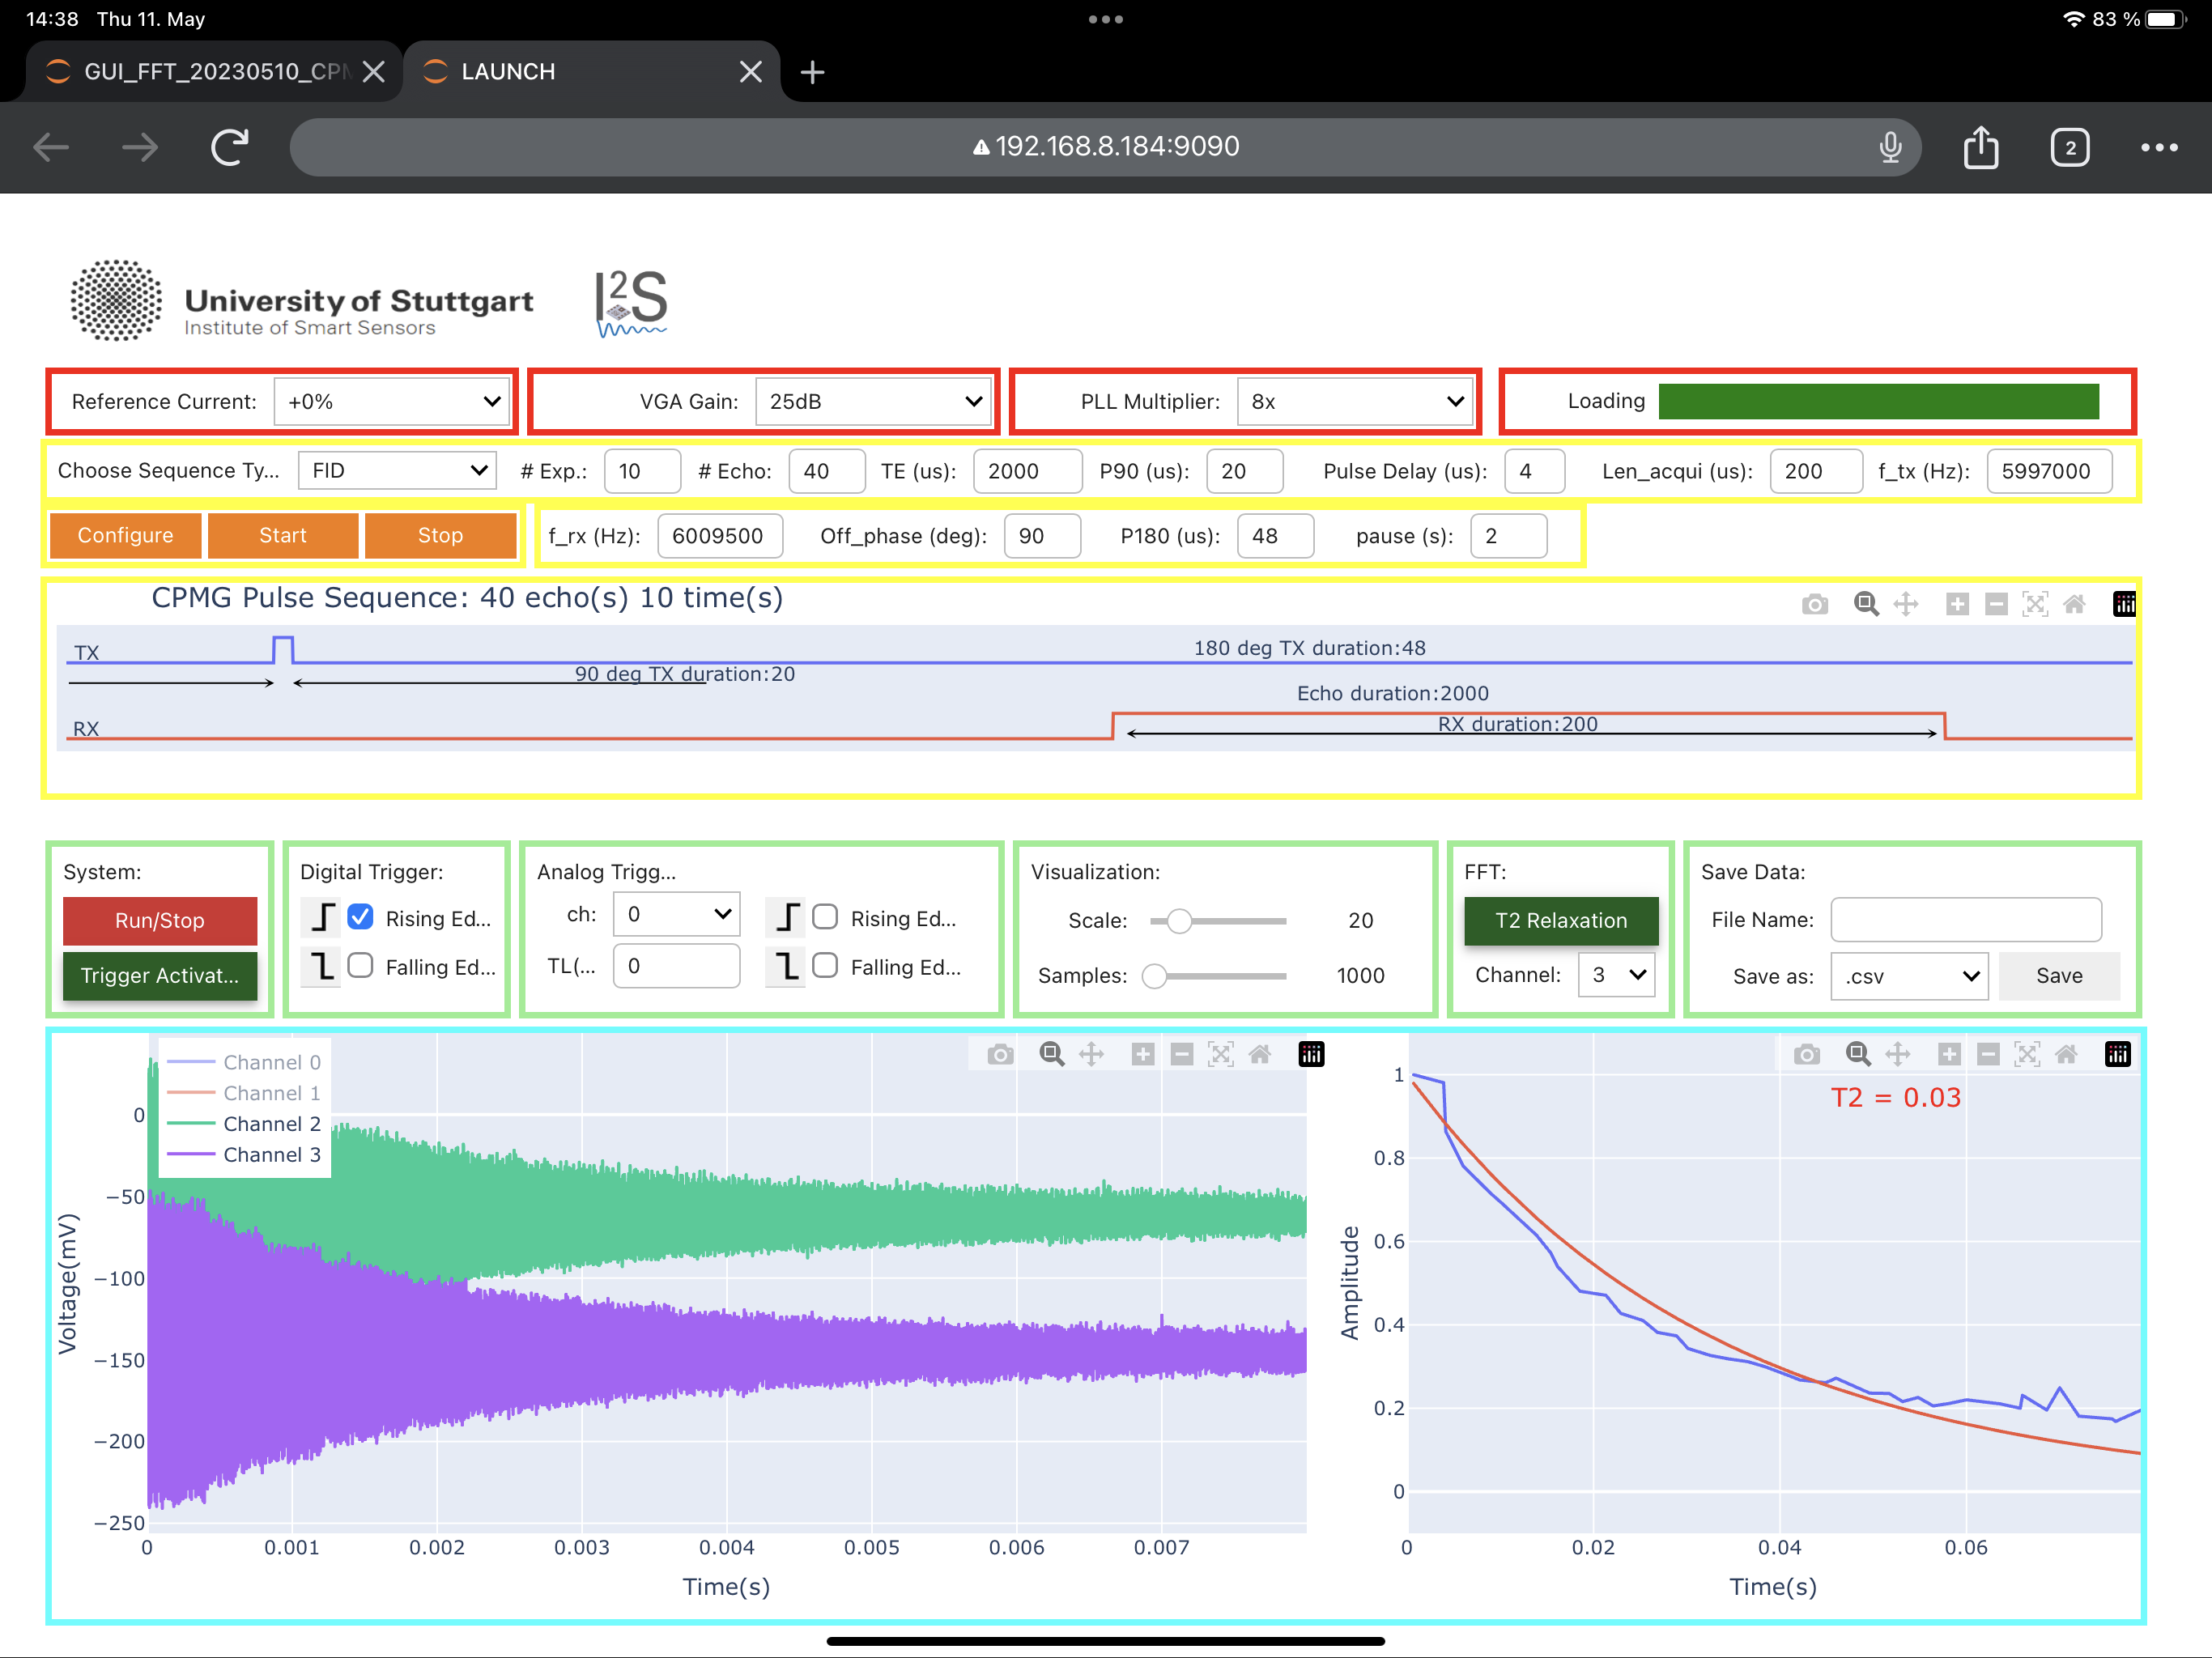 14:38 Thu 11. May
83 %
GUI_FFT_20230510_CPM
LAUNCH
192.168.8.184:9090
2
University of Stuttgart
Institute of Smart Sensors
I²S
Reference Current: +0%
VGA Gain: 25dB
PLL Multiplier: 8x
Loading
Choose Sequence Ty... FID
# Exp.: 10
# Echo: 40
TE (us): 2000
P90 (us): 20
Pulse Delay (us): 4
Len_acqui (us): 200
f_tx (Hz): 5997000
Configure
Start
Stop
f_rx (Hz): 6009500
Off_phase (deg): 90
P180 (us): 48
pause (s): 2
CPMG Pulse Sequence: 40 echo(s) 10 time(s)
TX
180 deg TX duration:48
90 deg TX duration:20
Echo duration:2000
RX
RX duration:200
System:
Run/Stop
Trigger Activat...
Digital Trigger:
Rising Ed...
Falling Ed...
Analog Trigg...
ch: 0
TL(... 0
Rising Ed...
Falling Ed...
Visualization:
Scale: 20
Samples: 1000
FFT:
T2 Relaxation
Channel: 3
Save Data:
File Name:
Save as: .csv
Save
Channel 0
Channel 1
Channel 2
Channel 3
0
−50
−100
−150
−200
−250
Voltage(mV)
0 0.001 0.002 0.003 0.004 0.005 0.006 0.007
Time(s)
T2 = 0.03
1
0.8
0.6
0.4
0.2
0
Amplitude
0 0.02 0.04 0.06
Time(s)